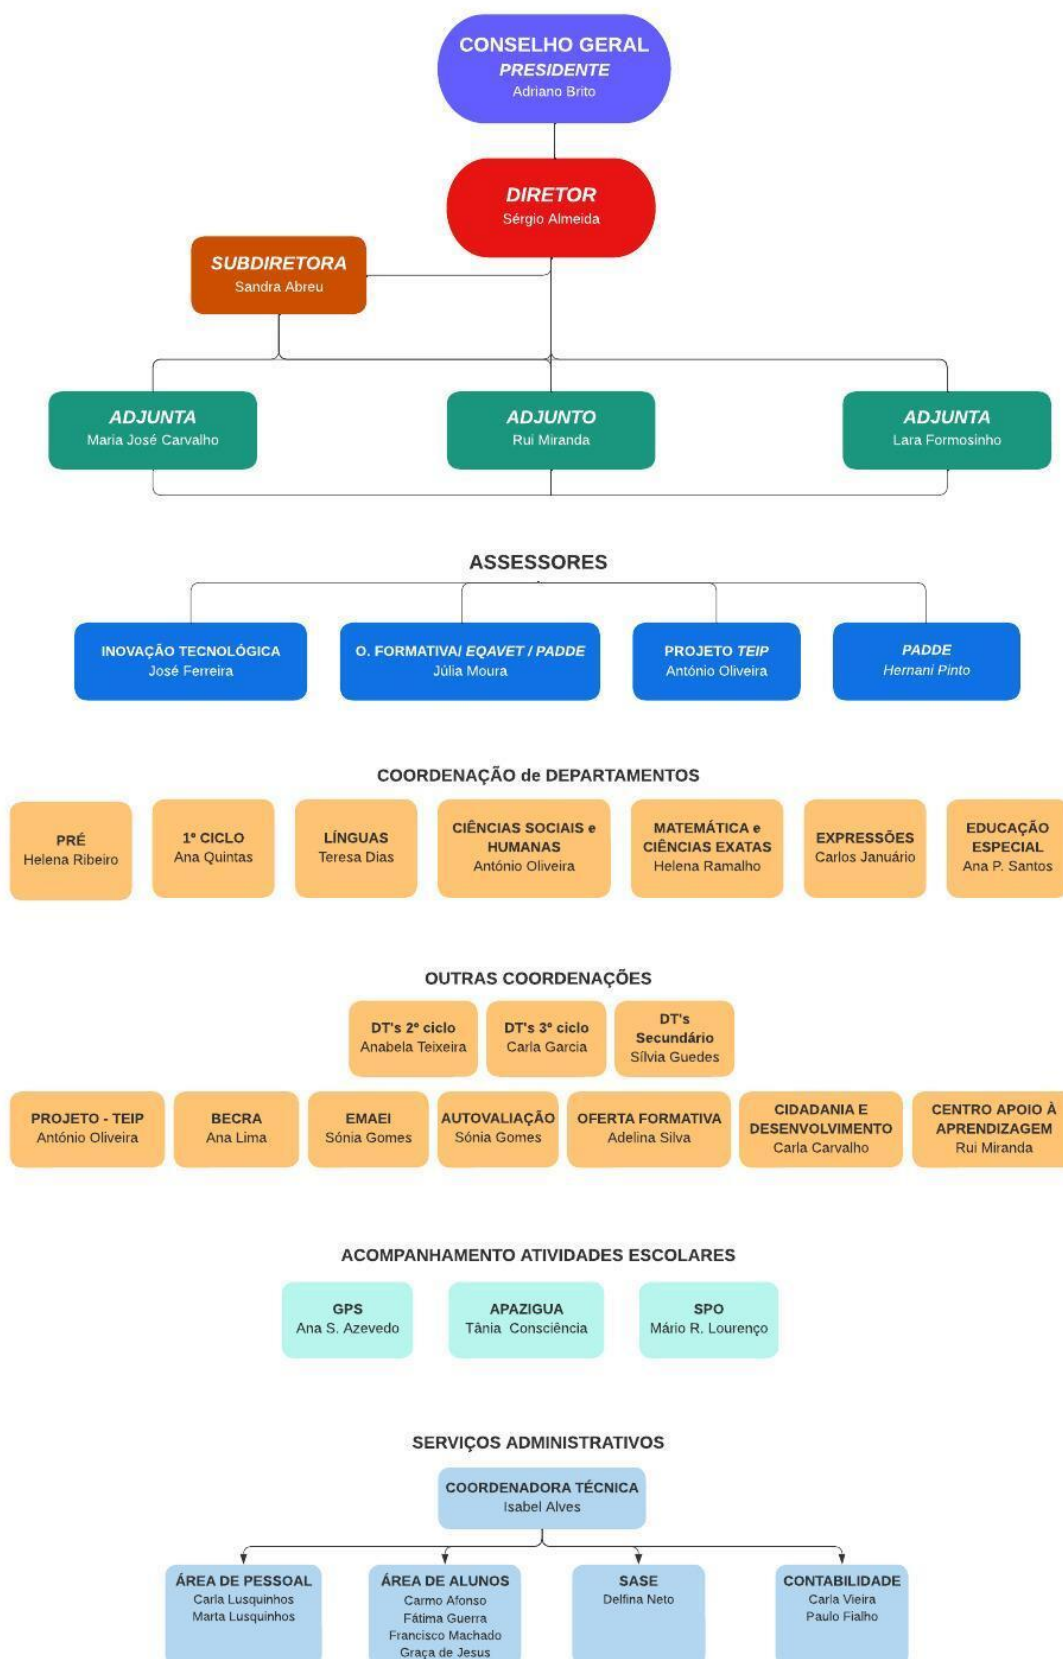 CONSELHO GERAL
PRESIDENTE
Adriano Brito
DIRETOR
Sérgio Almeida
SUBDIRETORA
Sandra Abreu
ADJUNTA
Maria José Carvalho
ADJUNTO
Rui Miranda
ADJUNTA
Lara Formosinho
ASSESSORES
INOVAÇÃO TECNOLÓGICA
José Ferreira
O. FORMATIVA/ EQAVET / PADDE
Júlia Moura
PROJETO TEIP
António Oliveira
PADDE
Hernani Pinto
COORDENAÇÃO de DEPARTAMENTOS
PRÉ
Helena Ribeiro
1º CICLO
Ana Quintas
LÍNGUAS
Teresa Dias
CIÊNCIAS SOCIAIS e
HUMANAS
António Oliveira
MATEMÁTICA e
CIÊNCIAS EXATAS
Helena Ramalho
EXPRESSÕES
Carlos Januário
EDUCAÇÃO
ESPECIAL
Ana P. Santos
OUTRAS COORDENAÇÕES
DT's 2º ciclo
Anabela Teixeira
DT's 3º ciclo
Carla Garcia
DT's
Secundário
Sílvia Guedes
PROJETO - TEIP
António Oliveira
BECRA
Ana Lima
EMAEI
Sónia Gomes
AUTOVALIAÇÃO
Sónia Gomes
OFERTA FORMATIVA
Adelina Silva
CIDADANIA E
DESENVOLVIMENTO
Carla Carvalho
CENTRO APOIO À
APRENDIZAGEM
Rui Miranda
ACOMPANHAMENTO ATIVIDADES ESCOLARES
GPS
Ana S. Azevedo
APAZIGUA
Tânia Consciência
SPO
Mário R. Lourenço
SERVIÇOS ADMINISTRATIVOS
COORDENADORA TÉCNICA
Isabel Alves
ÁREA DE PESSOAL
Carla Lusquinhos
Marta Lusquinhos
ÁREA DE ALUNOS
Carmo Afonso
Fátima Guerra
Francisco Machado
Graça de Jesus
SASE
Delfina Neto
CONTABILIDADE
Carla Vieira
Paulo Fialho